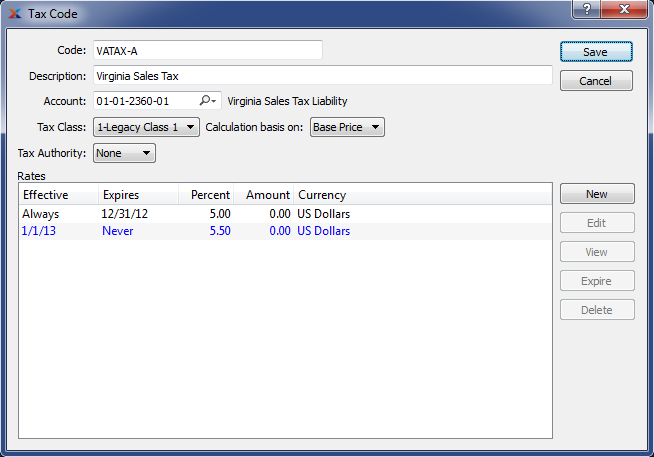 Tax Code
Code: VATAX-A Save
Description: Virginia Sales Tax Cancel
Account: 01-01-2360-01 Virginia Sales Tax Liability
Tax Class: 1-Legacy Class 1 Calculation basis on: Base Price
Tax Authority: None
Rates
Effective Expires Percent Amount Currency New
Always 12/31/12 5.00 0.00 US Dollars
1/1/13 Never 5.50 0.00 US Dollars
Edit
View
Expire
Delete